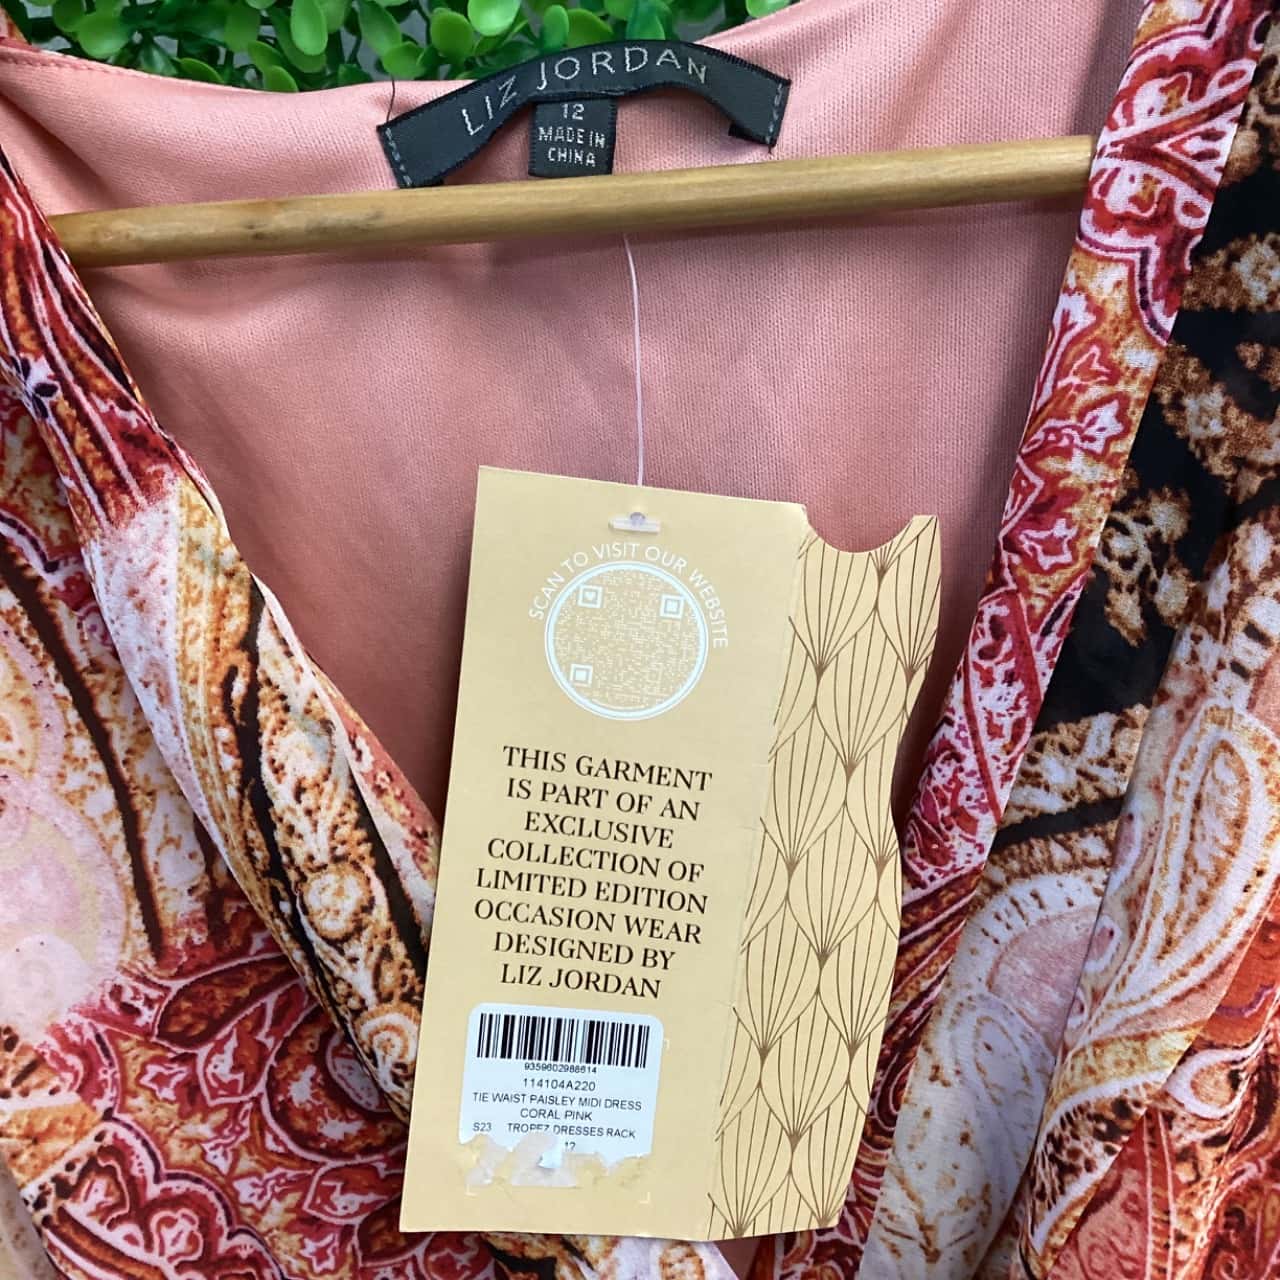 LIZ JORDAN
12
MADE IN
CHINA
SCAN TO VISIT OUR WEBSITE
THIS GARMENT
IS PART OF AN
EXCLUSIVE
COLLECTION OF
LIMITED EDITION
OCCASION WEAR
DESIGNED BY
LIZ JORDAN
9359602988614
114104A220
TIE WAIST PAISLEY MIDI DRESS
CORAL PINK
S23 TROPEZ DRESSES RACK
12